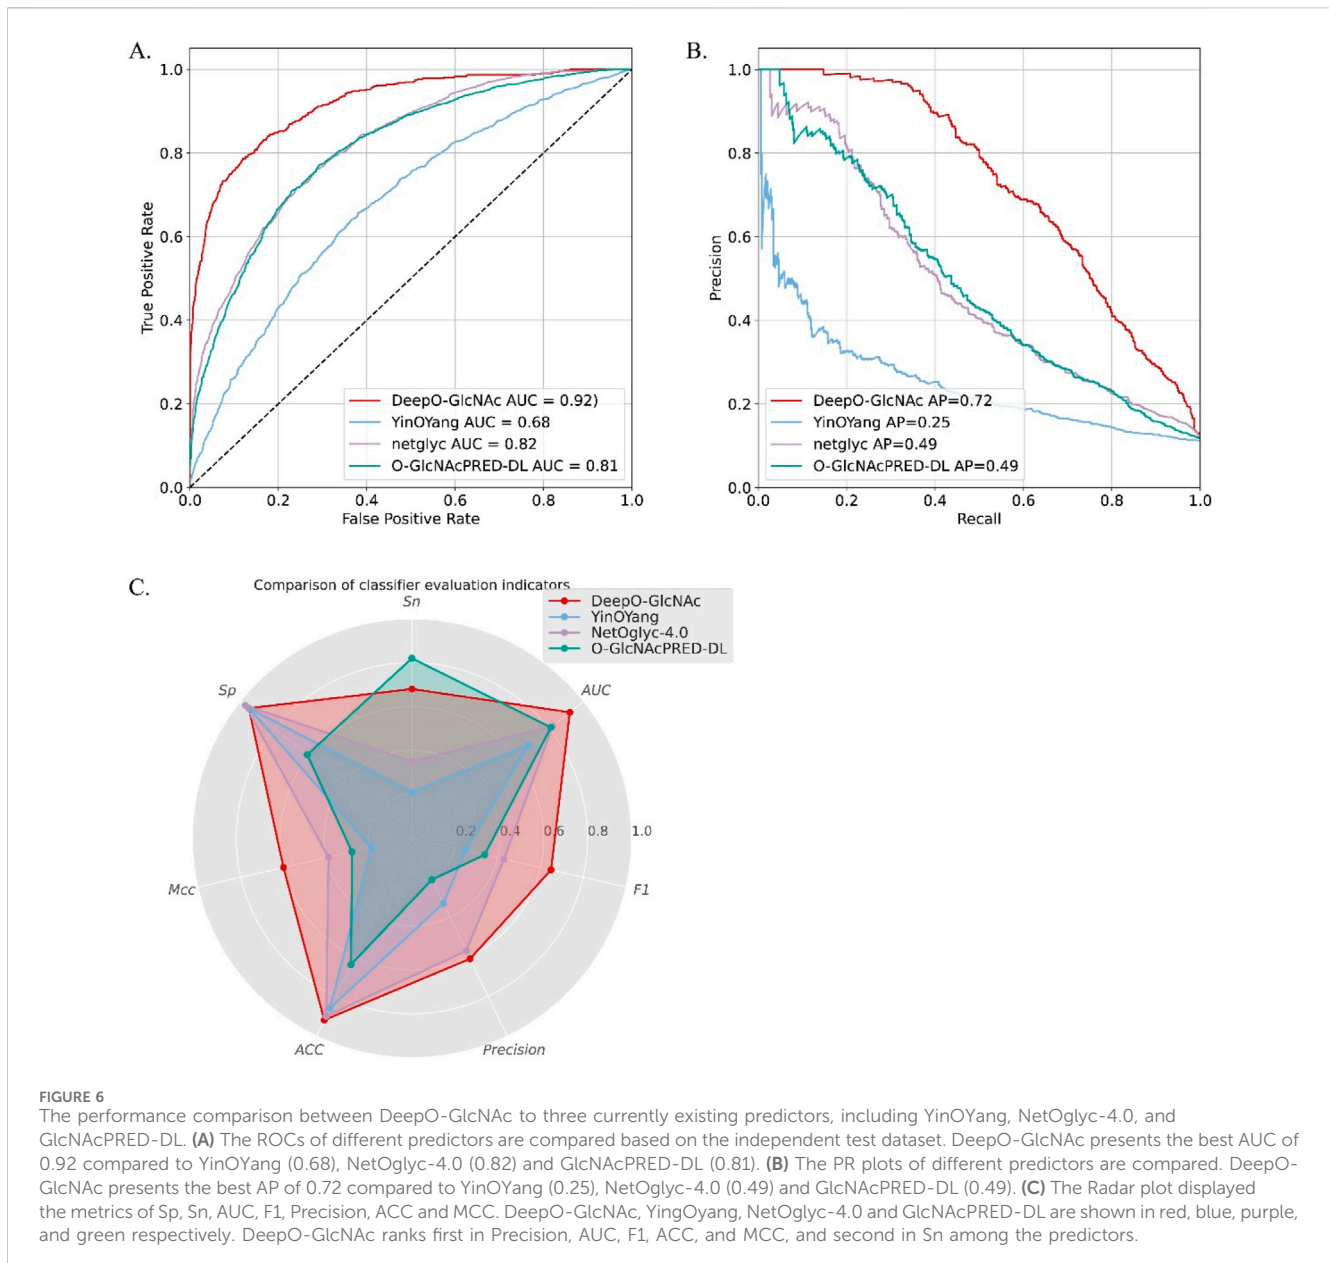 A.
1.0
0.8
0.6
0.4
0.2
0.0
True Positive Rate
DeepO-GlcNAc AUC = 0.92)
YinOYang AUC = 0.68
netglyc AUC = 0.82
O-GlcNAcPRED-DL AUC = 0.81
0.0 0.2 0.4 0.6 0.8 1.0
False Positive Rate
B.
1.0
0.8
0.6
0.4
0.2
0.0
Precision
DeepO-GlcNAc AP=0.72
YinOYang AP=0.25
netglyc AP=0.49
O-GlcNAcPRED-DL AP=0.49
0.0 0.2 0.4 0.6 0.8 1.0
Recall
C.
Comparison of classifier evaluation indicators
DeepO-GlcNAc
YinOYang
NetOglyc-4.0
O-GlcNAcPRED-DL
Sn
AUC
Sp
0.2 0.4 0.6 0.8 1.0
Mcc
F1
ACC
Precision
FIGURE 6
The performance comparison between DeepO-GlcNAc to three currently existing predictors, including YinOYang, NetOglyc-4.0, and
GlcNAcPRED-DL. (A) The ROCs of different predictors are compared based on the independent test dataset. DeepO-GlcNAc presents the best AUC of
0.92 compared to YinOYang (0.68), NetOglyc-4.0 (0.82) and GlcNAcPRED-DL (0.81). (B) The PR plots of different predictors are compared. DeepO-
GlcNAc presents the best AP of 0.72 compared to YinOYang (0.25), NetOglyc-4.0 (0.49) and GlcNAcPRED-DL (0.49). (C) The Radar plot displayed
the metrics of Sp, Sn, AUC, F1, Precision, ACC and MCC. DeepO-GlcNAc, YingOyang, NetOglyc-4.0 and GlcNAcPRED-DL are shown in red, blue, purple,
and green respectively. DeepO-GlcNAc ranks first in Precision, AUC, F1, ACC, and MCC, and second in Sn among the predictors.